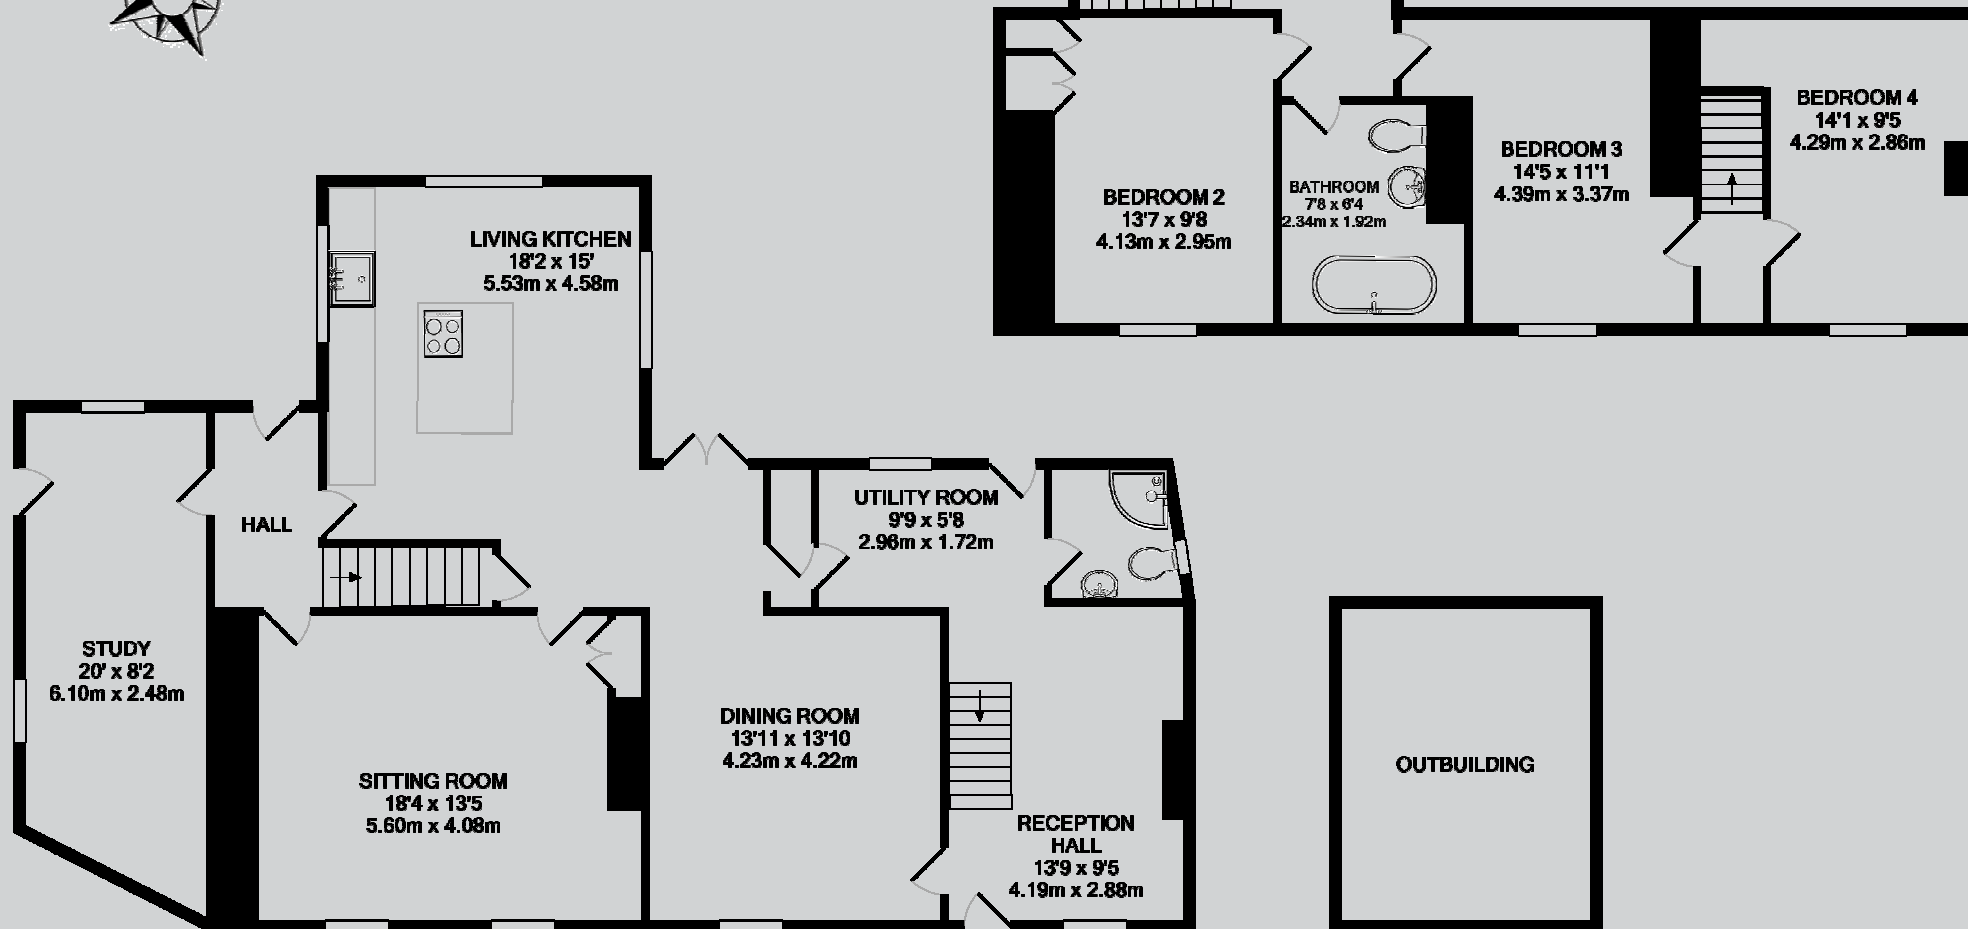 BEDROOM 2
13'7 x 9'8
4.13m x 2.95m
BATHROOM
7'8 x 6'4
2.34m x 1.92m
BEDROOM 3
14'5 x 11'1
4.39m x 3.37m
BEDROOM 4
14'1 x 9'5
4.29m x 2.86m
LIVING KITCHEN
18'2 x 15'
5.53m x 4.58m
HALL
UTILITY ROOM
9'9 x 5'8
2.96m x 1.72m
STUDY
20' x 8'2
6.10m x 2.48m
SITTING ROOM
18'4 x 13'5
5.60m x 4.08m
DINING ROOM
13'11 x 13'10
4.23m x 4.22m
RECEPTION
HALL
13'9 x 9'5
4.19m x 2.88m
OUTBUILDING